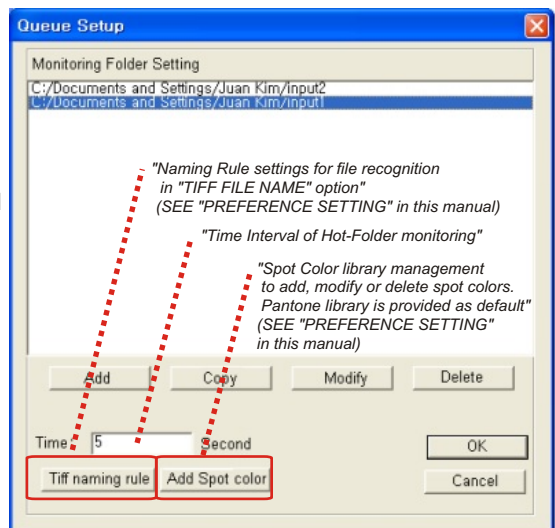 Queue Setup
Monitoring Folder Setting
C:/Documents and Settings/Juan Kim/input2
C:/Documents and Settings/Juan Kim/input1
"Naming Rule settings for file recognition
in "TIFF FILE NAME" option"
(SEE "PREFERENCE SETTING" in this manual)
"Time Interval of Hot-Folder monitoring"
"Spot Color library management
to add, modify or delete spot colors.
Pantone library is provided as default"
(SEE "PREFERENCE SETTING"
in this manual)
Add Copy Modify Delete
Time : 5 Second
OK
Tiff naming rule Add Spot color Cancel